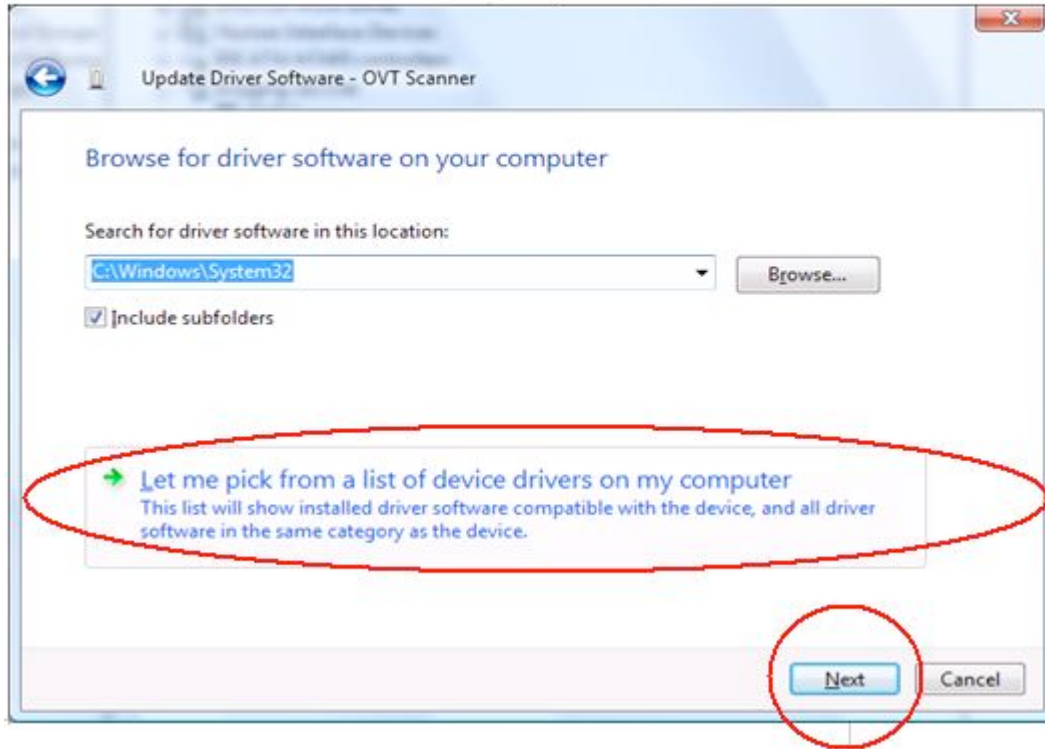 Update Driver Software - OVT Scanner
Browse for driver software on your computer
Search for driver software in this location:
C:\Windows\System32
Browse...
Include subfolders
Let me pick from a list of device drivers on my computer
This list will show installed driver software compatible with the device, and all driver
software in the same category as the device.
Next
Cancel